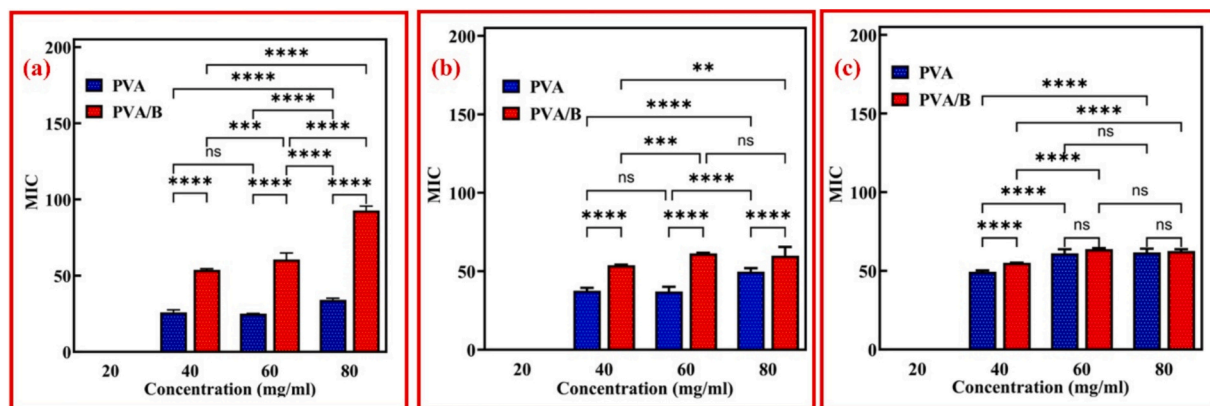 (a)
200
150
100
50
0
MIC
PVA
PVA/B
****
****
****
*** ****
ns ****
**** **** ****
20 40 60 80
Concentration (mg/ml)
(b)
200
150
100
50
0
MIC
PVA
PVA/B
**
****
*** ns
ns ****
**** **** ****
20 40 60 80
Concentration (mg/ml)
(c)
200
150
100
50
0
MIC
PVA
PVA/B
****
****
ns
****
**** ns
**** ns ns
20 40 60 80
Concentration (mg/ml)